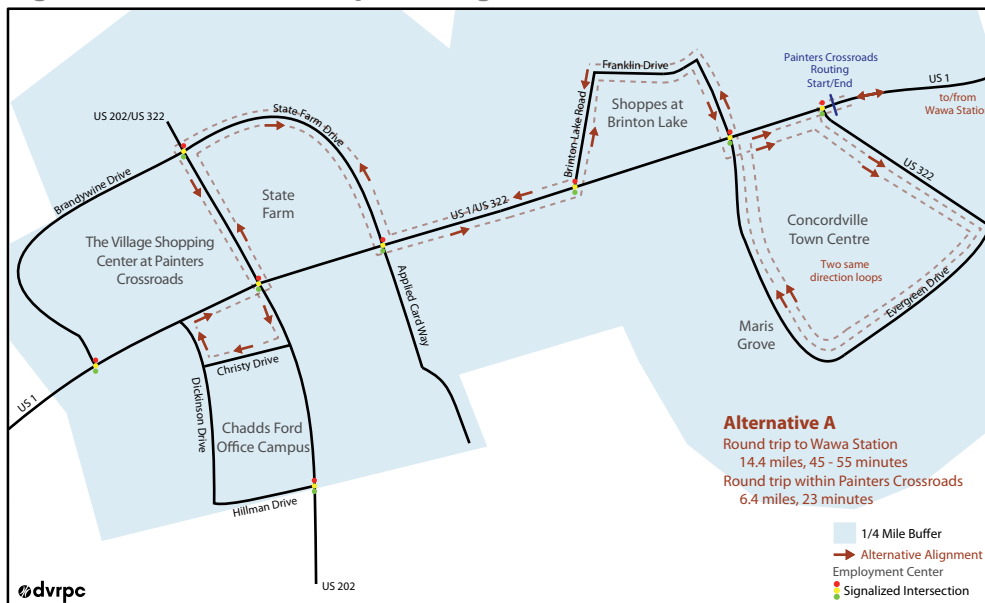 Painters Crossroads
Routing
Start/End
US 1
to/from
Wawa Station
Franklin Drive
Shoppes at
Brinton Lake
Brinton Lake Road
US 202/US 322
State Farm Drive
US 322
Brandywine Drive
State
Farm
US 1/US 322
Concordville
Town Centre
Two same
direction loops
The Village Shopping
Center at Painters
Crossroads
Applied Card Way
Evergreen Drive
Maris
Grove
Christy Drive
Dickinson Drive
US 1
Chadds Ford
Office Campus
Hillman Drive
US 202
Alternative A
Round trip to Wawa Station
14.4 miles, 45 - 55 minutes
Round trip within Painters Crossroads
6.4 miles, 23 minutes
1/4 Mile Buffer
Alternative Alignment
Employment Center
Signalized Intersection
dvrpc